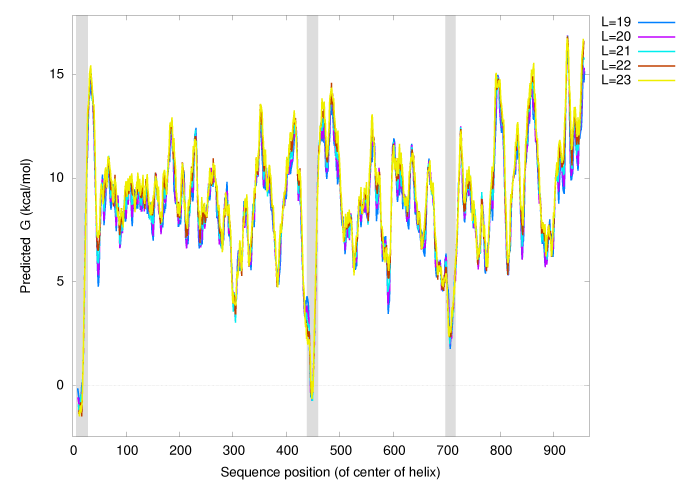 L=19
L=20
L=21
L=22
L=23
15
10
5
0
Predicted G (kcal/mol)
0 100 200 300 400 500 600 700 800 900
Sequence position (of center of helix)